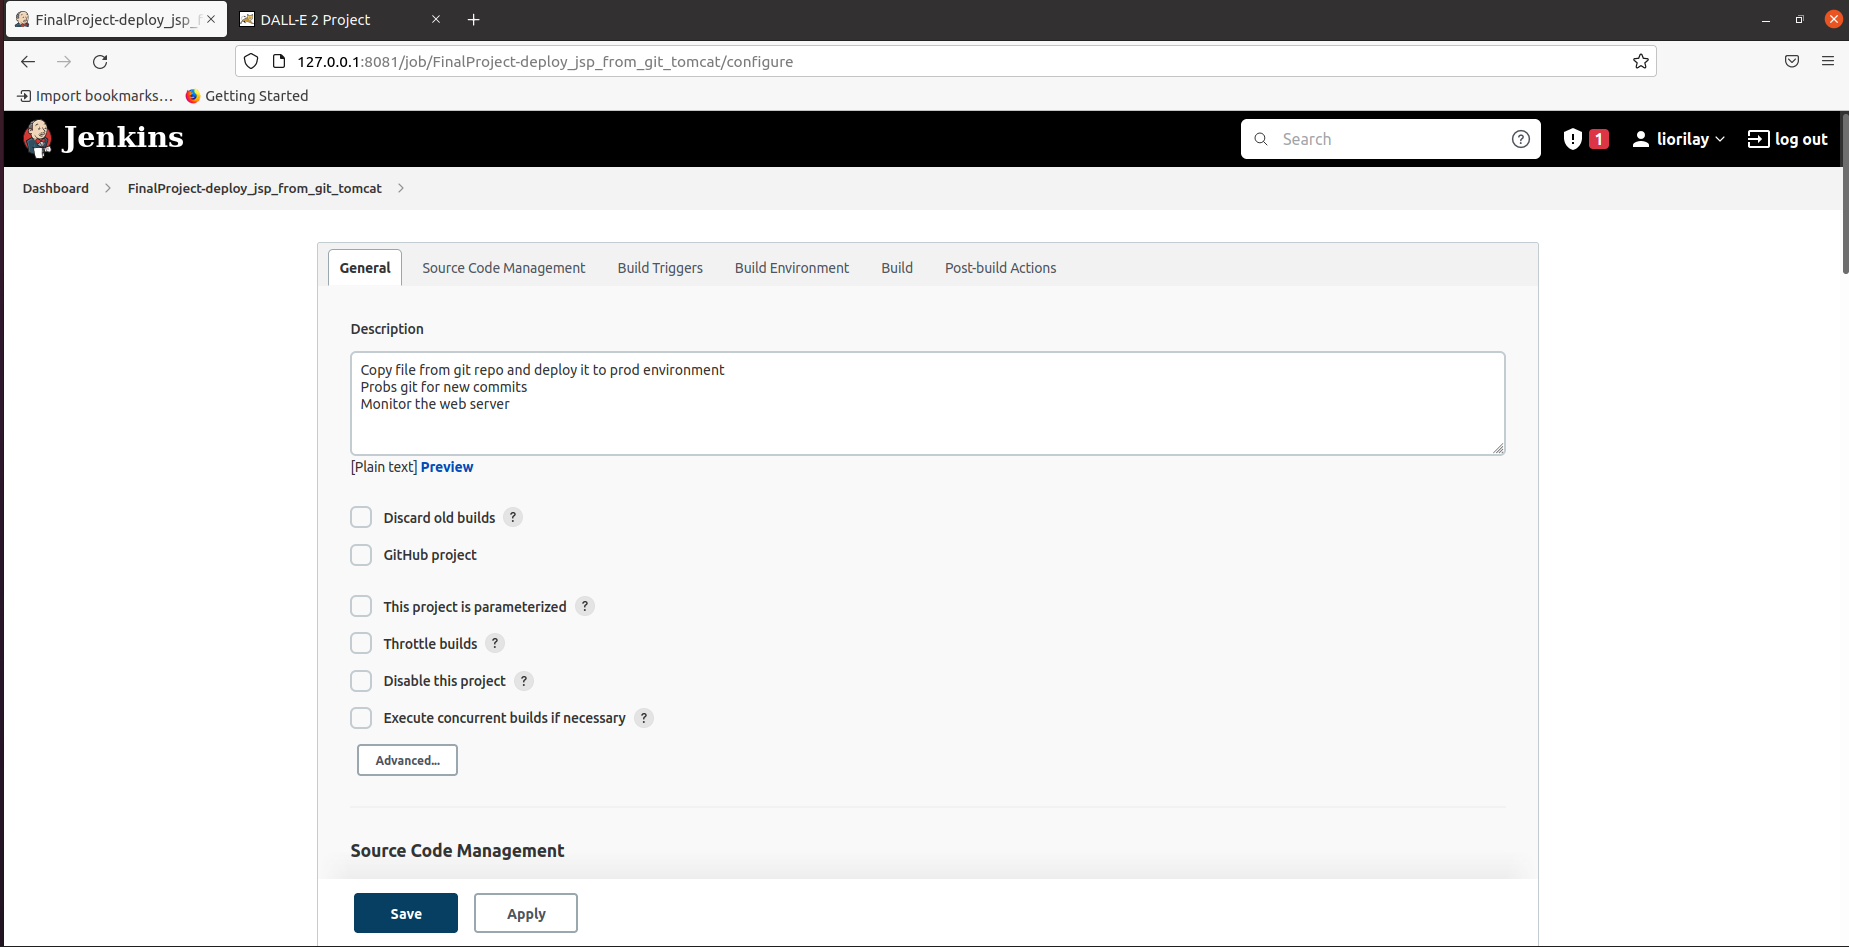 FinalProject-deploy_jsp_f
DALL-E 2 Project
127.0.0.1:8081/job/FinalProject-deploy_jsp_from_git_tomcat/configure
Import bookmarks…
Getting Started
Jenkins
Search
?
1
liorilay
log out
Dashboard
FinalProject-deploy_jsp_from_git_tomcat
General
Source Code Management
Build Triggers
Build Environment
Build
Post-build Actions
Description
Copy file from git repo and deploy it to prod environment
Probs git for new commits
Monitor the web server
[Plain text] Preview
Discard old builds ?
GitHub project
This project is parameterized ?
Throttle builds ?
Disable this project ?
Execute concurrent builds if necessary ?
Advanced...
Source Code Management
Save
Apply